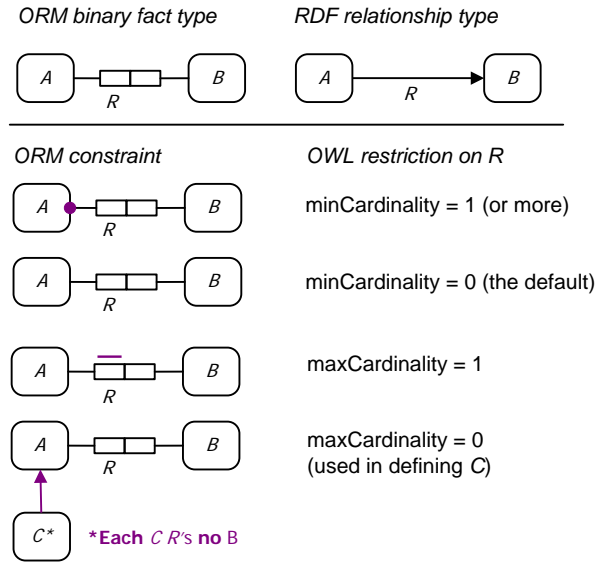 ORM binary fact type
RDF relationship type
A
R
B
A
R
B
ORM constraint
OWL restriction on R
A
R
B
minCardinality = 1 (or more)
A
R
B
minCardinality = 0 (the default)
A
R
B
maxCardinality = 1
A
R
B
maxCardinality = 0
(used in defining C)
C*
*Each C R's no B